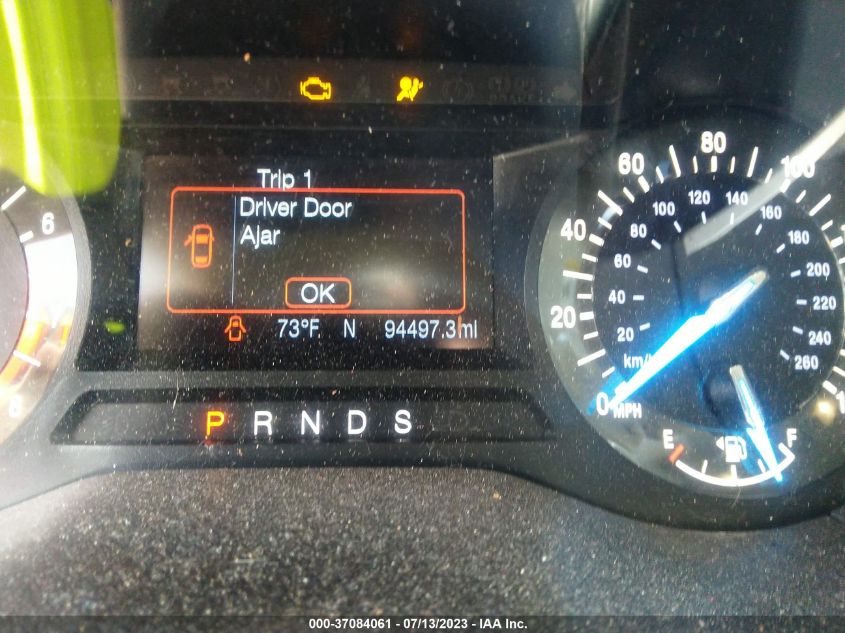 Trip 1
Driver Door
Ajar
OK
73°F N 94497.3mi
P R N D S
6
8
0 20 40 60 80 100
MPH
20 40 60 80 100 120 140 160 180 200 220 240 260
E F
000-37084061 - 07/13/2023 - IAA Inc.